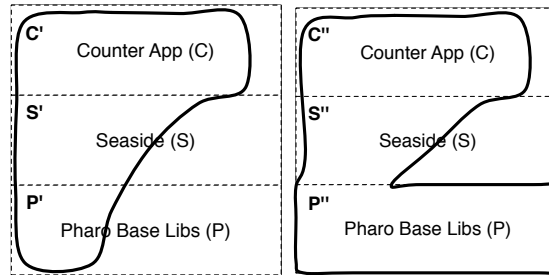 C'
Counter App (C)
S'
Seaside (S)
P'
Pharo Base Libs (P)
C"
Counter App (C)
S"
Seaside (S)
P"
Pharo Base Libs (P)